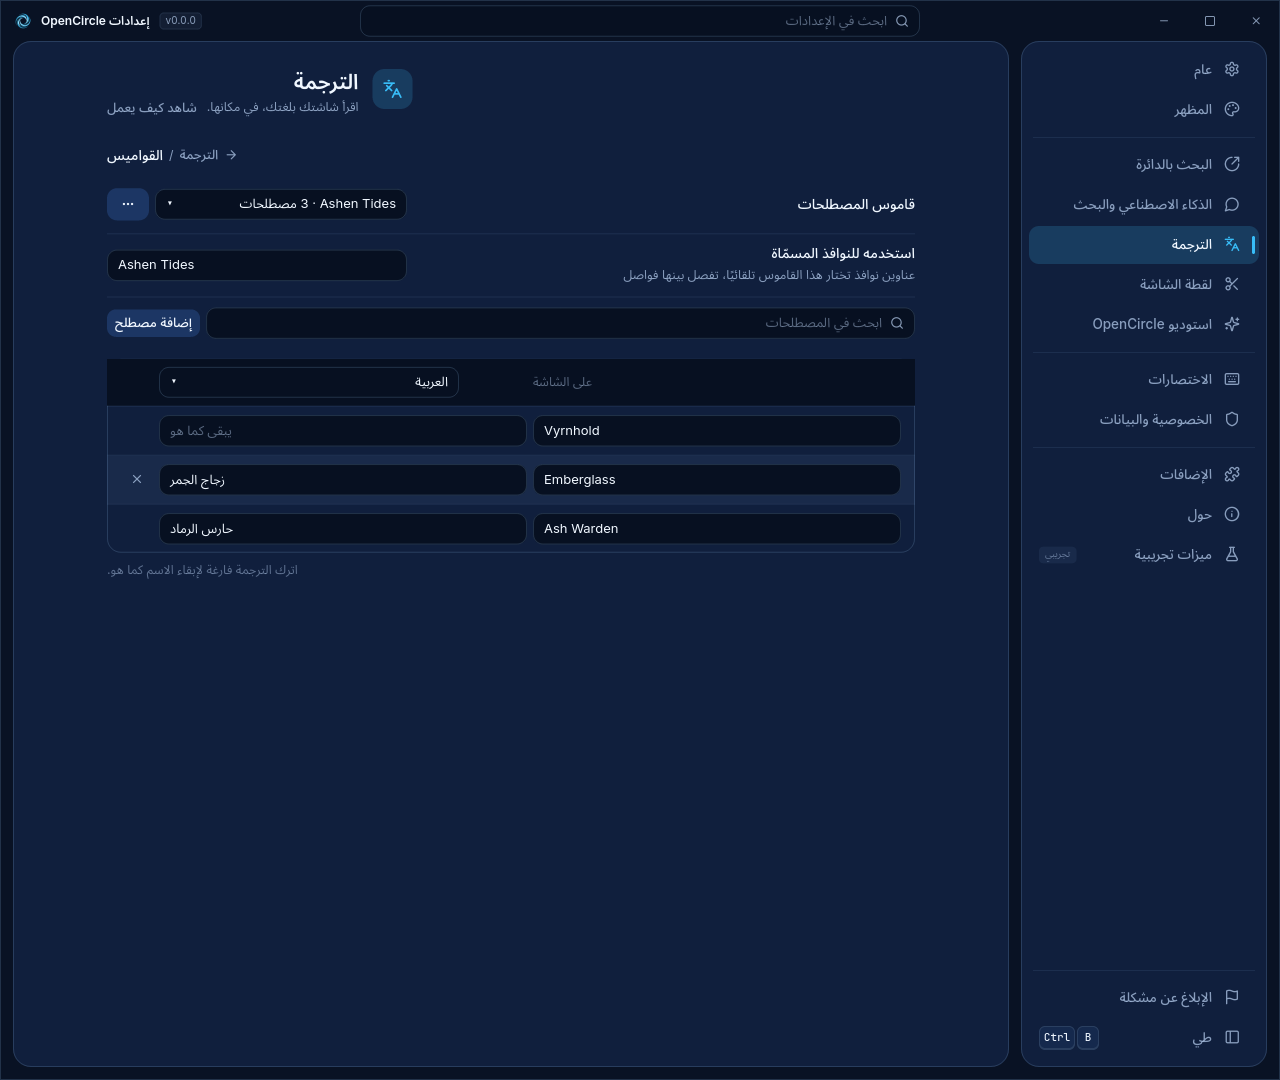 إعدادات OpenCircle
v0.0.0
ابحث في الإعدادات
عام
المظهر
البحث بالدائرة
الذكاء الاصطناعي والبحث
الترجمة
لقطة الشاشة
استوديو OpenCircle
الاختصارات
الخصوصية والبيانات
الإضافات
حول
ميزات تجريبية
تجريبي
الإبلاغ عن مشكلة
طي
Ctrl B
الترجمة
اقرأ شاشتك بلغتك، في مكانها. شاهد كيف يعمل
الترجمة / القواميس
قاموس المصطلحات
Ashen Tides · 3 مصطلحات
استخدمه للنوافذ المسمّاة
عناوين نوافذ تختار هذا القاموس تلقائيًا، تفصل بينها فواصل
Ashen Tides
ابحث في المصطلحات
إضافة مصطلح
على الشاشة
العربية
Vyrnhold
يبقى كما هو
Emberglass
زجاج الجمر
Ash Warden
حارس الرماد
اترك الترجمة فارغة لإبقاء الاسم كما هو.